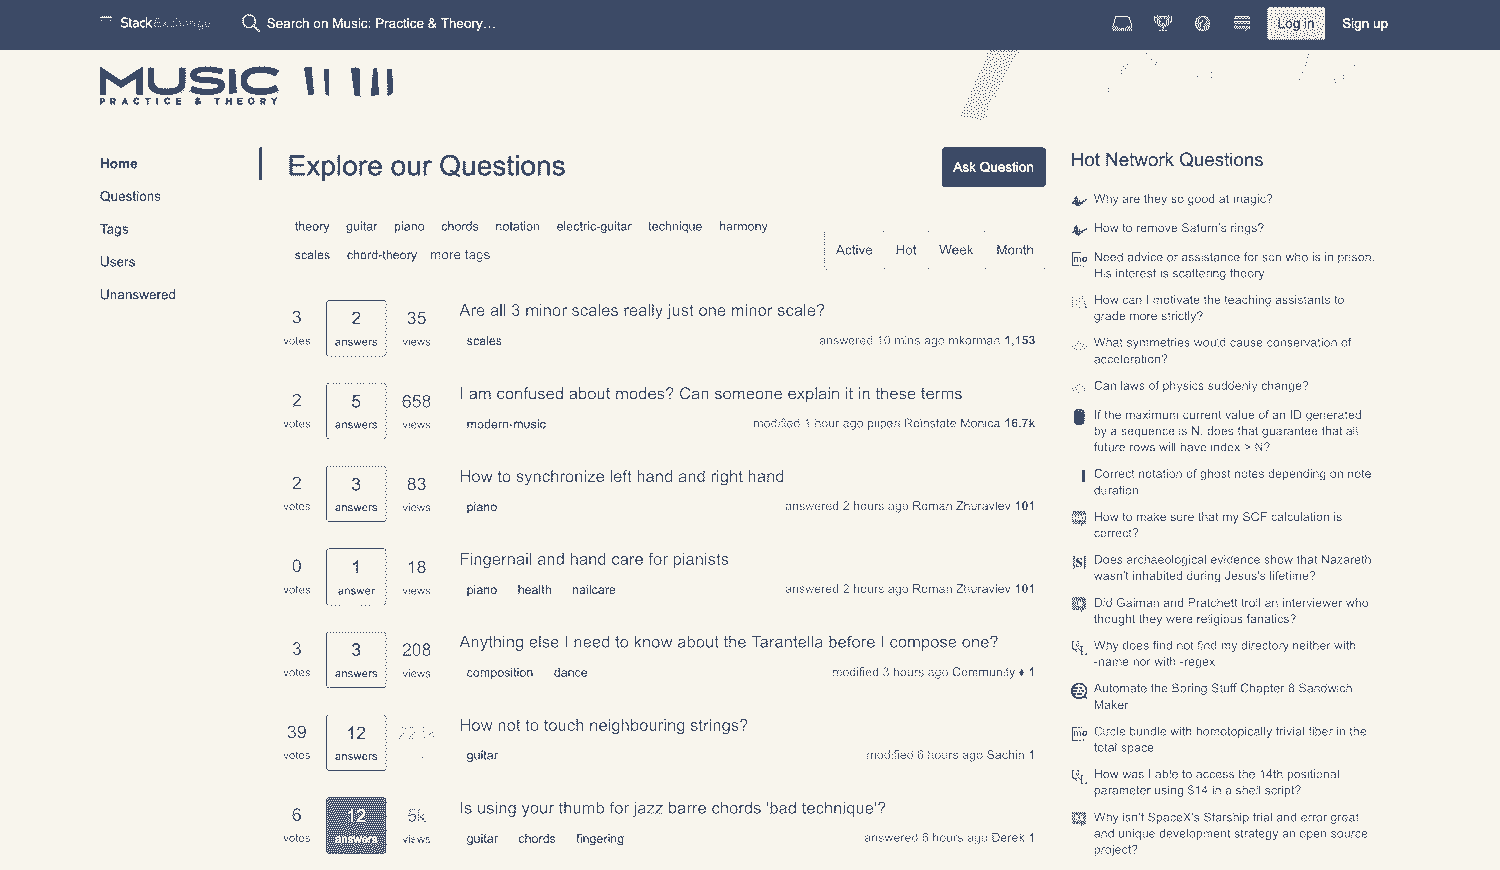 StackExchange
Search on Music: Practice & Theory…
Log in
Sign up
MUSIC
PRACTICE & THEORY
Home
Questions
Tags
Users
Unanswered
Explore our Questions
Ask Question
theory guitar piano chords notation electric-guitar technique harmony
scales chord-theory more tags
Active Hot Week Month
3 votes 2 answers 35 views
Are all 3 minor scales really just one minor scale?
scales
answered 10 mins ago mkorman 1,153
2 votes 5 answers 658 views
I am confused about modes? Can someone explain it in these terms
modern-music
modified 1 hour ago piiperi Reinstate Monica 16.7k
2 votes 3 answers 83 views
How to synchronize left hand and right hand
piano
answered 2 hours ago Roman Zhuravlev 101
0 votes 1 answer 18 views
Fingernail and hand care for pianists
piano health nailcare
answered 2 hours ago Roman Zhuravlev 101
3 votes 3 answers 208 views
Anything else I need to know about the Tarantella before I compose one?
composition dance
modified 3 hours ago Community ♦ 1
39 votes 12 answers
How not to touch neighbouring strings?
guitar
modified 6 hours ago Sachin 1
6 votes 12 answers 5k views
Is using your thumb for jazz barre chords 'bad technique'?
guitar chords fingering
answered 6 hours ago Derek 1
Hot Network Questions
Why are they so good at magic?
How to remove Saturn's rings?
Need advice or assistance for son who is in prison.
His interest is scattering theory
How can I motivate the teaching assistants to
grade more strictly?
What symmetries would cause conservation of
acceleration?
Can laws of physics suddenly change?
If the maximum current value of an ID generated
by a sequence is N, does that guarantee that all
future rows will have index > N?
Correct notation of ghost notes depending on note
duration
How to make sure that my SCF calculation is
correct?
Does archaeological evidence show that Nazareth
wasn't inhabited during Jesus's lifetime?
Did Gaiman and Pratchett troll an interviewer who
thought they were religious fanatics?
Why does find not find my directory neither with
-name nor with -regex
Automate the Boring Stuff Chapter 8 Sandwich
Maker
Circle bundle with homotopically trivial fiber in the
total space
How was I able to access the 14th positional
parameter using $14 in a shell script?
Why isn't SpaceX's Starship trial and error great
and unique development strategy an open source
project?